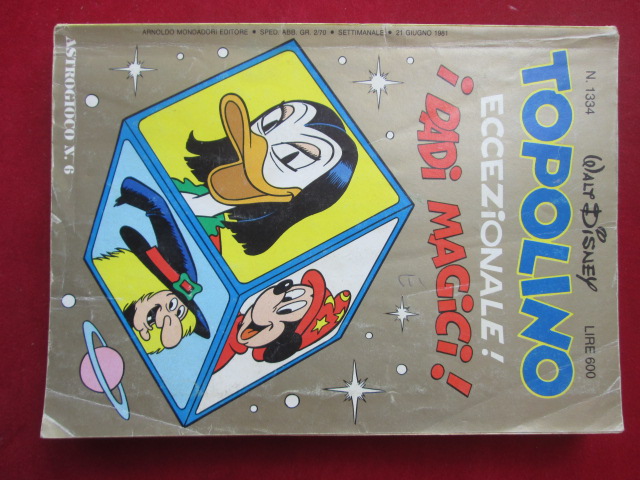 N. 1334
WALT DISNEY
LIRE 600
TOPOLINO
ECCEZIONALE!
i DADi MAGiCi!
ARNOLDO MONDADORI EDITORE • SPED. ABB. GR. 2/70 • SETTIMANALE • 21 GIUGNO 1981
ASTROGIOCO N. 6